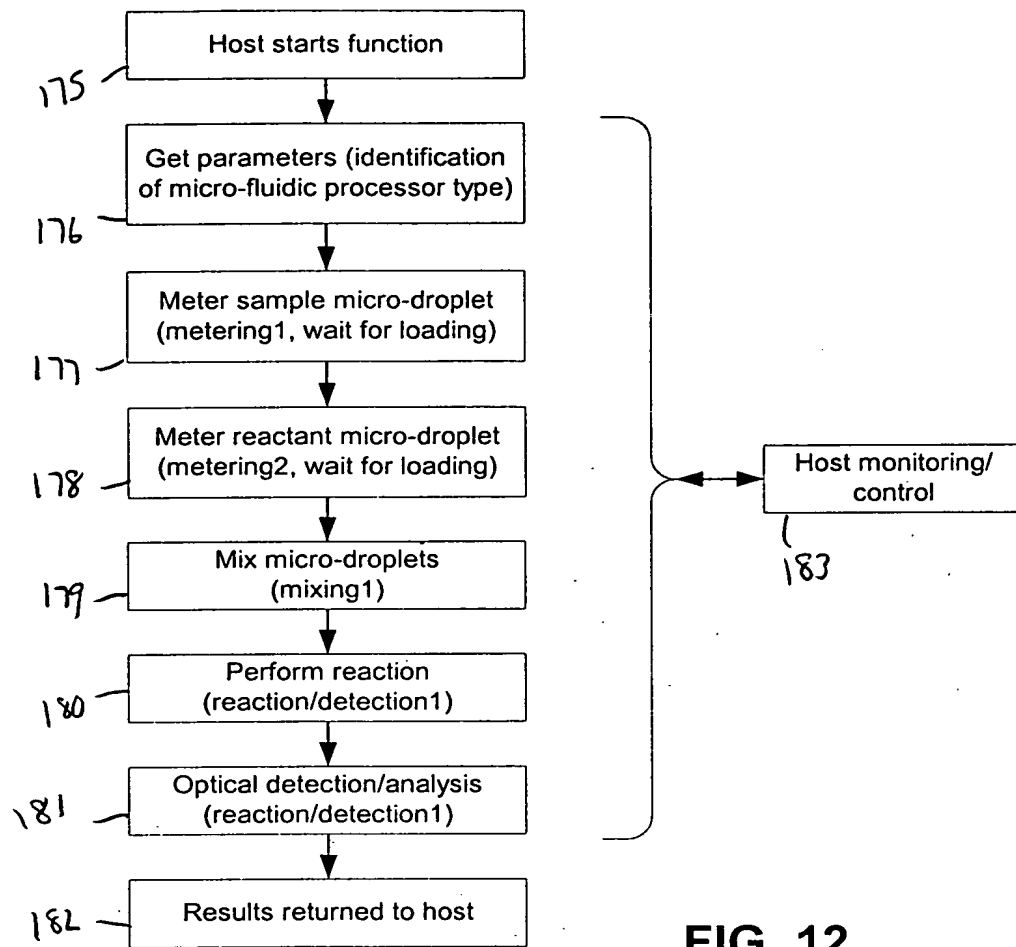 Host starts function
175
Get parameters (identification
of micro-fluidic processor type)
176
Meter sample micro-droplet
(metering1, wait for loading)
177
Meter reactant micro-droplet
(metering2, wait for loading)
178
Mix micro-droplets
(mixing1)
179
Perform reaction
(reaction/detection1)
180
Optical detection/analysis
(reaction/detection1)
181
Results returned to host
182
Host monitoring/
control
183
FIG. 12